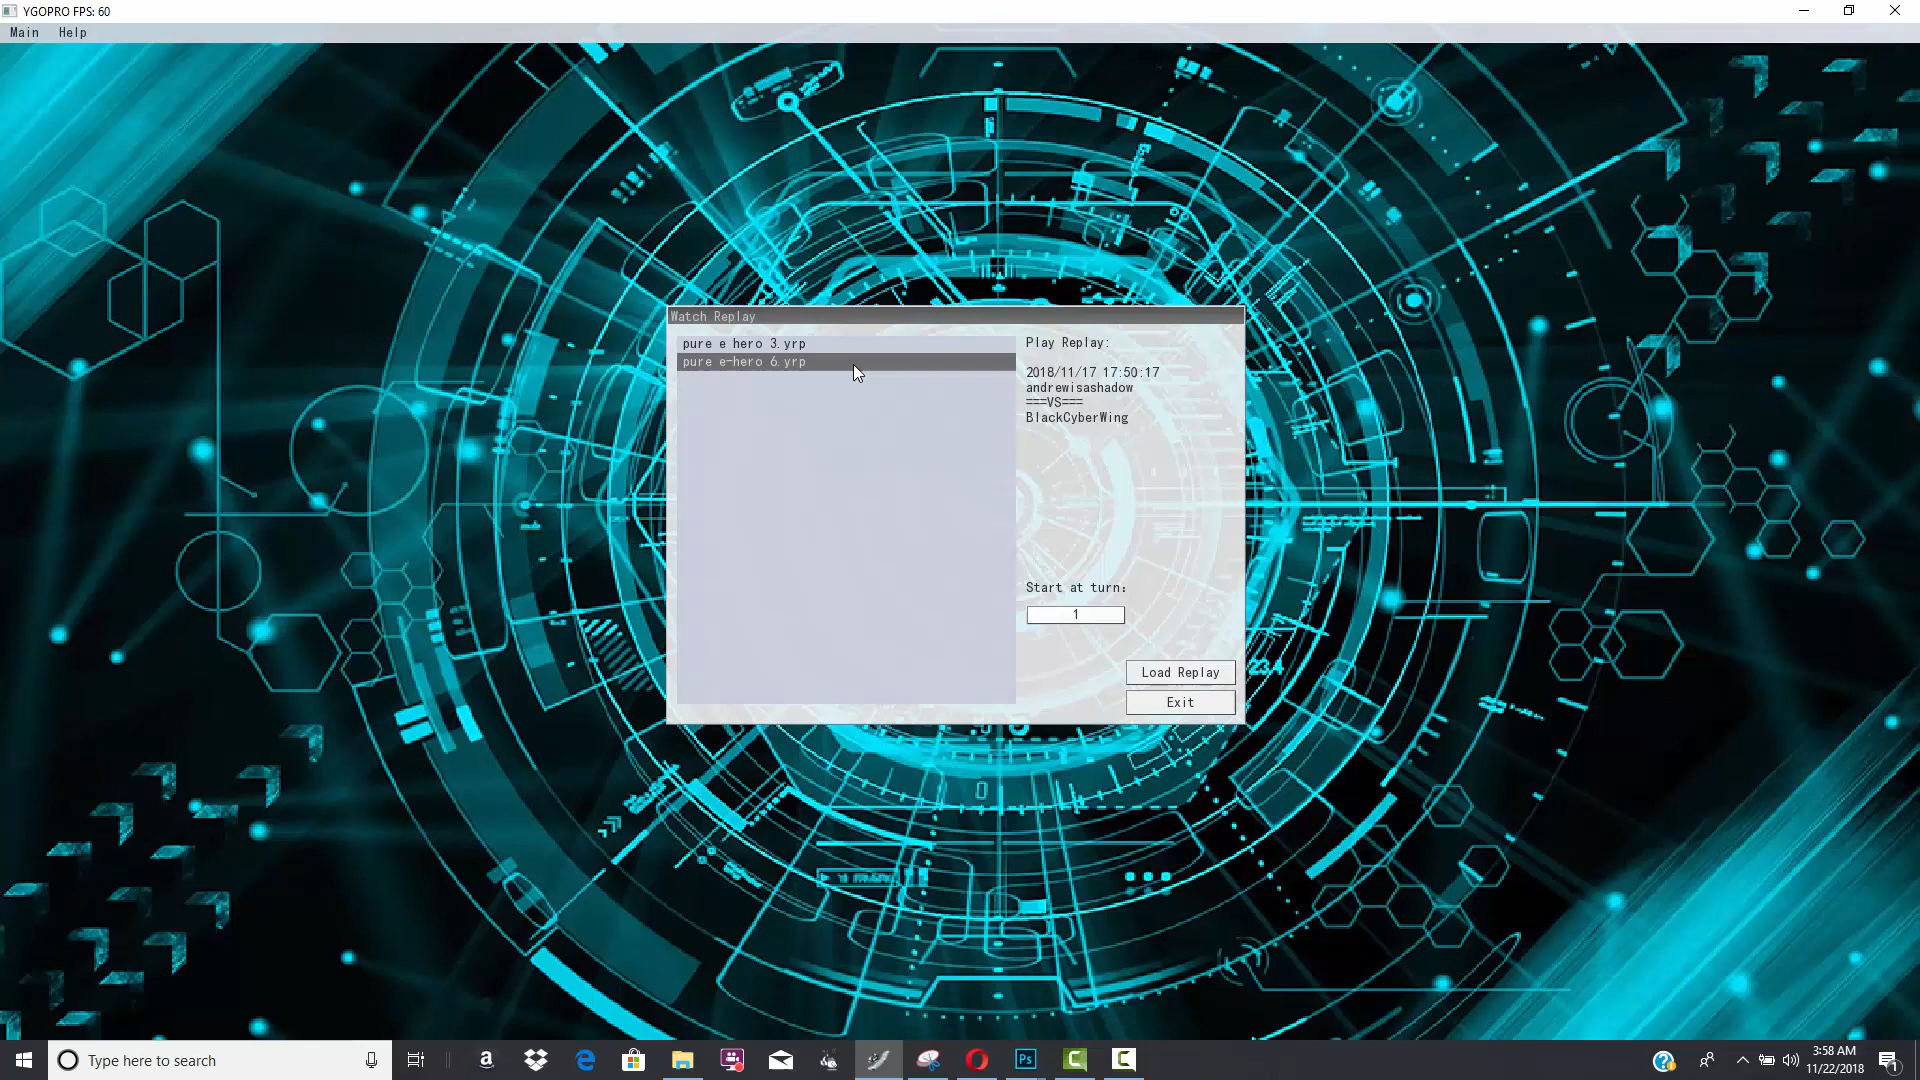 YGOPRO FPS: 60
Main Help
Watch Replay
pure e hero 3.yrp
pure e-hero 6.yrp
Play Replay:
2018/11/17 17:50:17
andrewisashadow
===VS===
BlackCyberWing
Start at turn:
1
Load Replay
Exit
Type here to search
3:58 AM
11/22/2018